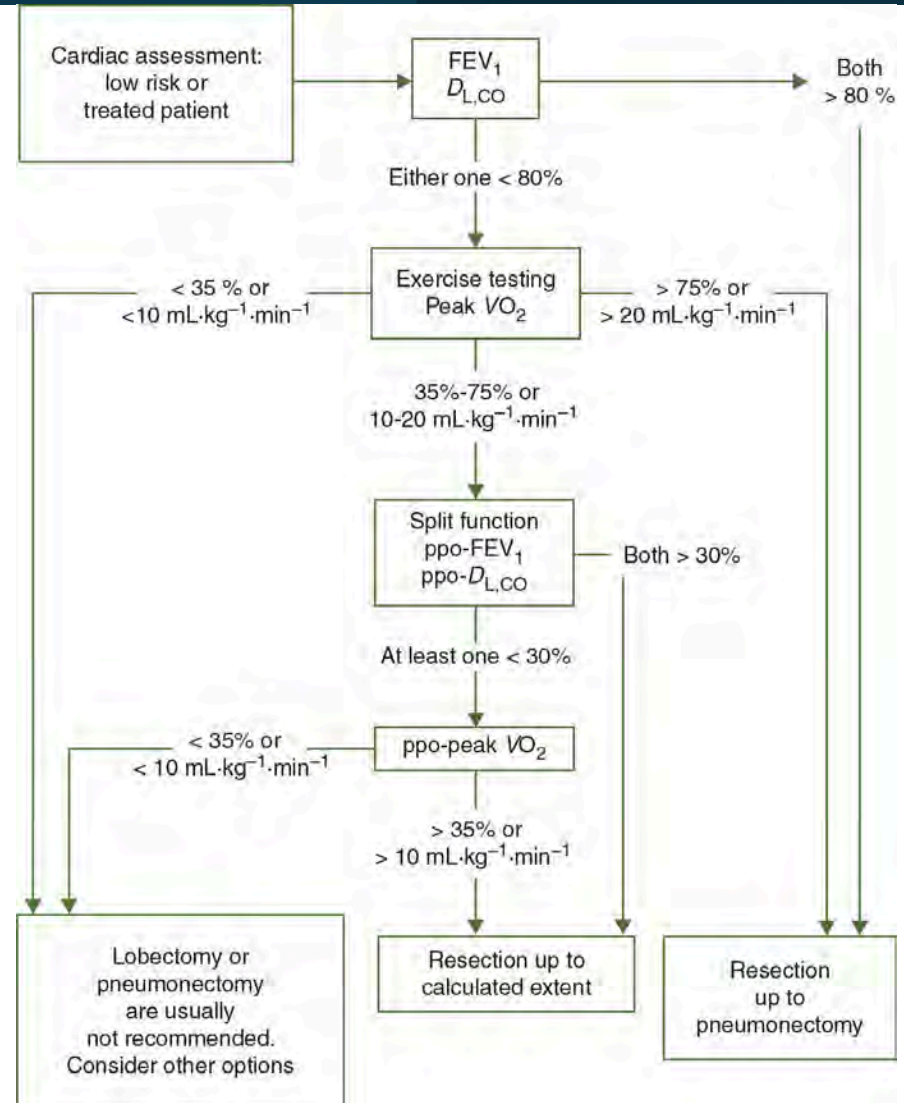 Cardiac assessment:
low risk or
treated patient
FEV₁
D_L,CO
Both
> 80 %
Either one < 80%
Exercise testing
Peak VO₂
< 35 % or
<10 mL·kg⁻¹·min⁻¹
> 75% or
> 20 mL·kg⁻¹·min⁻¹
35%-75% or
10-20 mL·kg⁻¹·min⁻¹
Split function
ppo-FEV₁
ppo-D_L,CO
Both > 30%
At least one < 30%
ppo-peak VO₂
< 35% or
< 10 mL·kg⁻¹·min⁻¹
> 35% or
> 10 mL·kg⁻¹·min⁻¹
Lobectomy or
pneumonectomy
are usually
not recommended.
Consider other options
Resection up to
calculated extent
Resection
up to
pneumonectomy